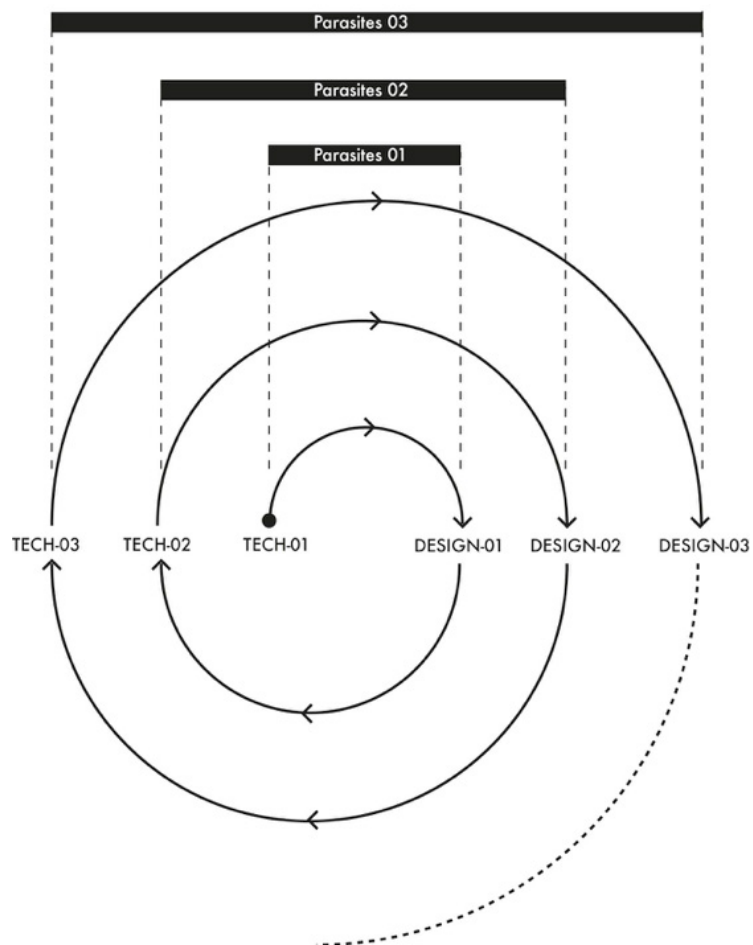 Parasites 03
Parasites 02
Parasites 01
TECH-03 TECH-02 TECH-01 DESIGN-01 DESIGN-02 DESIGN-03